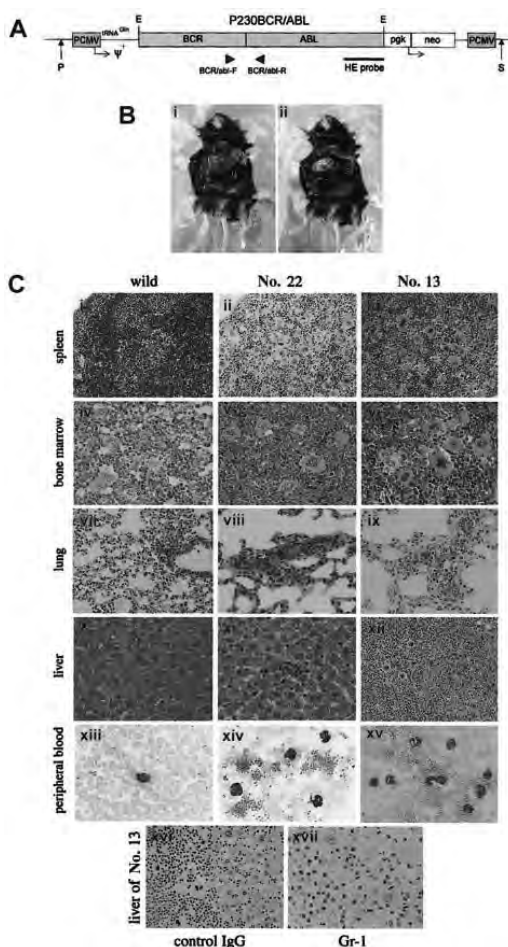 A
P230BCR/ABL
E E
PCMV tRNA BCR ABL pgk neo PCMV
P Ψ BCR/abl-F BCR/abl-R HE probe S
B
i ii
C
wild No. 22 No. 13
spleen
i ii
bone marrow
iv
lung
vii viii ix
liver
xii
peripheral blood
xiii xiv xv
liver of No. 13
xvi xvii
control IgG Gr-1